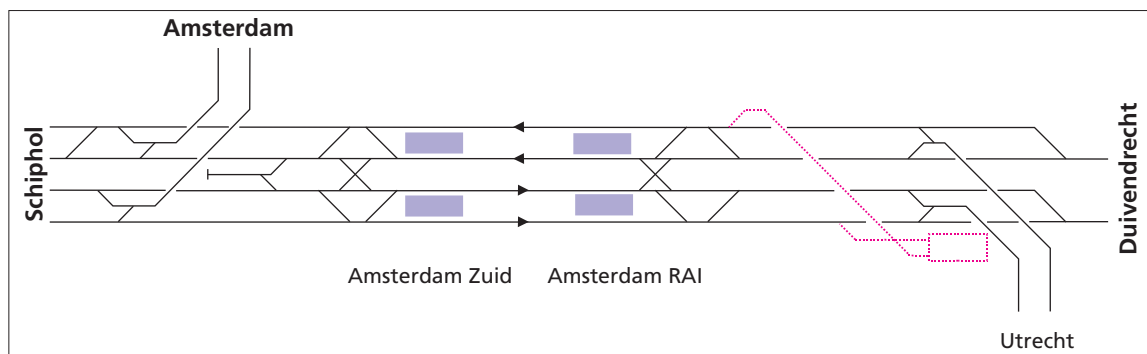 Amsterdam
Schiphol
Duivendrecht
Amsterdam Zuid
Amsterdam RAI
Utrecht